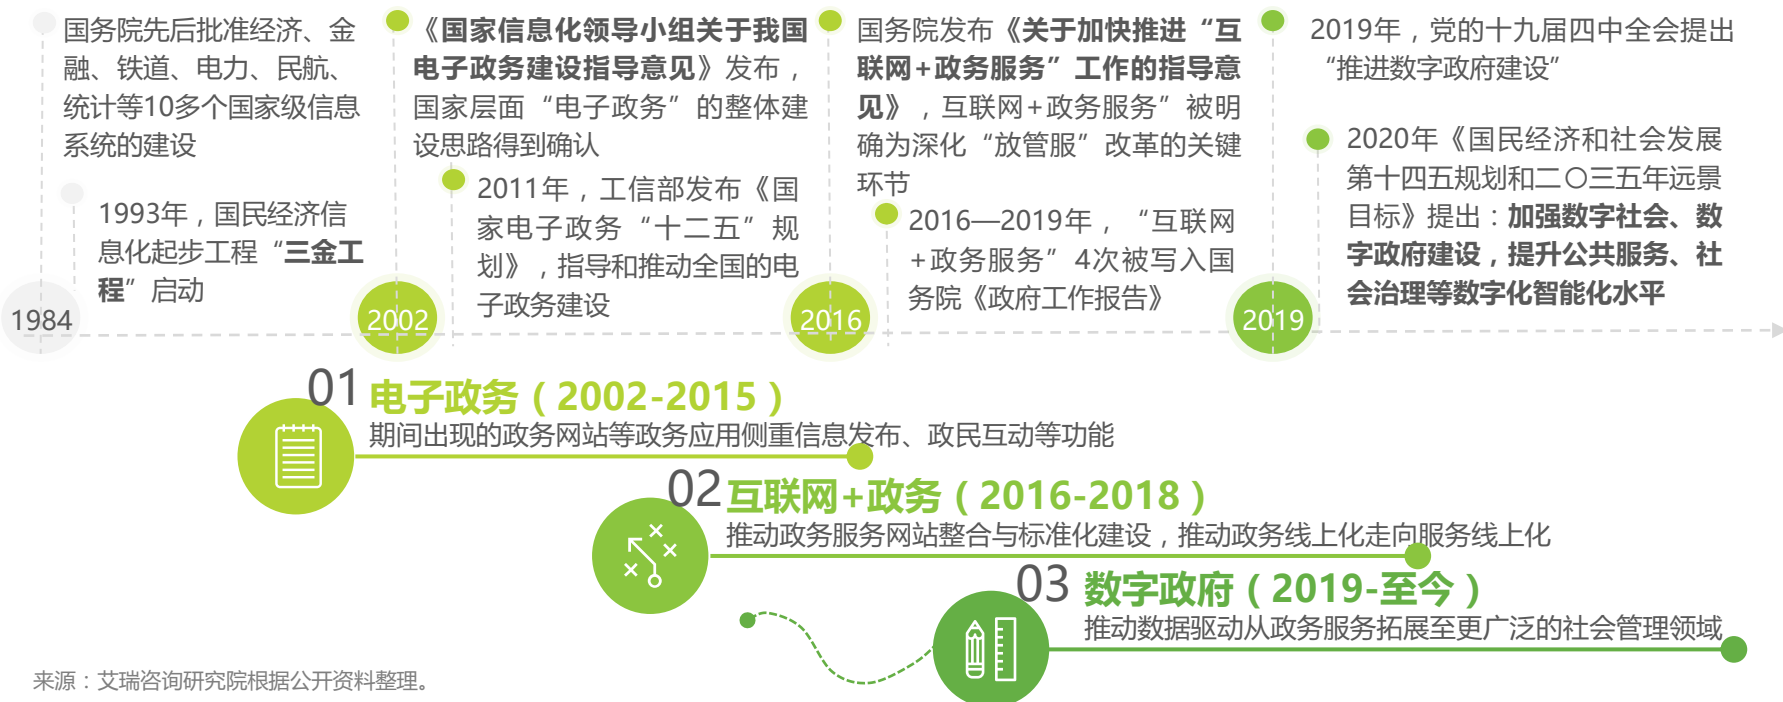 国务院先后批准经济、金
融、铁道、电力、民航、
统计等10多个国家级信息
系统的建设
1993年，国民经济信
息化起步工程“三金工
程”启动
1984
《国家信息化领导小组关于我国
电子政务建设指导意见》发布，
国家层面“电子政务”的整体建
设思路得到确认
2011年，工信部发布《国
家电子政务“十二五”规
划》，指导和推动全国的电
子政务建设
2002
国务院发布《关于加快推进“互
联网+政务服务”工作的指导意
见》，互联网+政务服务”被明
确为深化“放管服”改革的关键
环节
2016—2019年，“互联网
+政务服务”4次被写入国
务院《政府工作报告》
2016
2019年，党的十九届四中全会提出
“推进数字政府建设”
2020年《国民经济和社会发展
第十四五规划和二〇三五年远景
目标》提出：加强数字社会、数
字政府建设，提升公共服务、社
会治理等数字化智能化水平
2019
01 电子政务（2002-2015）
期间出现的政务网站等政务应用侧重信息发布、政民互动等功能
02 互联网+政务（2016-2018）
推动政务服务网站整合与标准化建设，推动政务线上化走向服务线上化
03 数字政府（2019-至今）
推动数据驱动从政务服务拓展至更广泛的社会管理领域
来源：艾瑞咨询研究院根据公开资料整理。